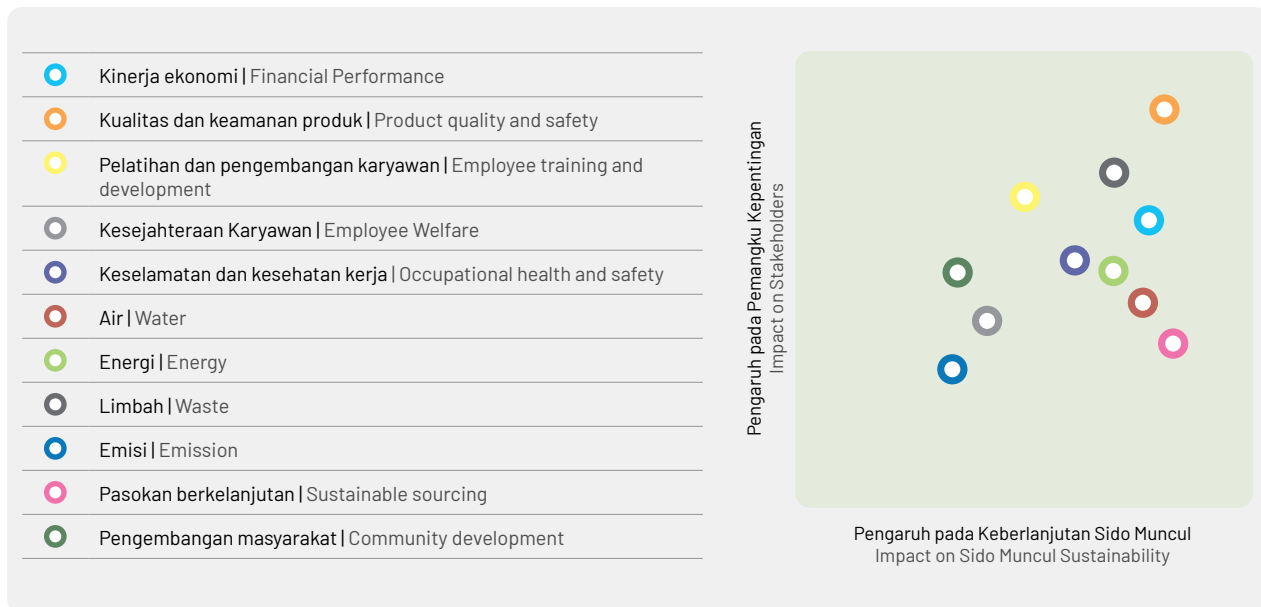 Kinerja ekonomi | Financial Performance
Kualitas dan keamanan produk | Product quality and safety
Pelatihan dan pengembangan karyawan | Employee training and
development
Kesejahteraan Karyawan | Employee Welfare
Keselamatan dan kesehatan kerja | Occupational health and safety
Air | Water
Energi | Energy
Limbah | Waste
Emisi | Emission
Pasokan berkelanjutan | Sustainable sourcing
Pengembangan masyarakat | Community development
Pengaruh pada Pemangku Kepentingan
Impact on Stakeholders
Pengaruh pada Keberlanjutan Sido Muncul
Impact on Sido Muncul Sustainability